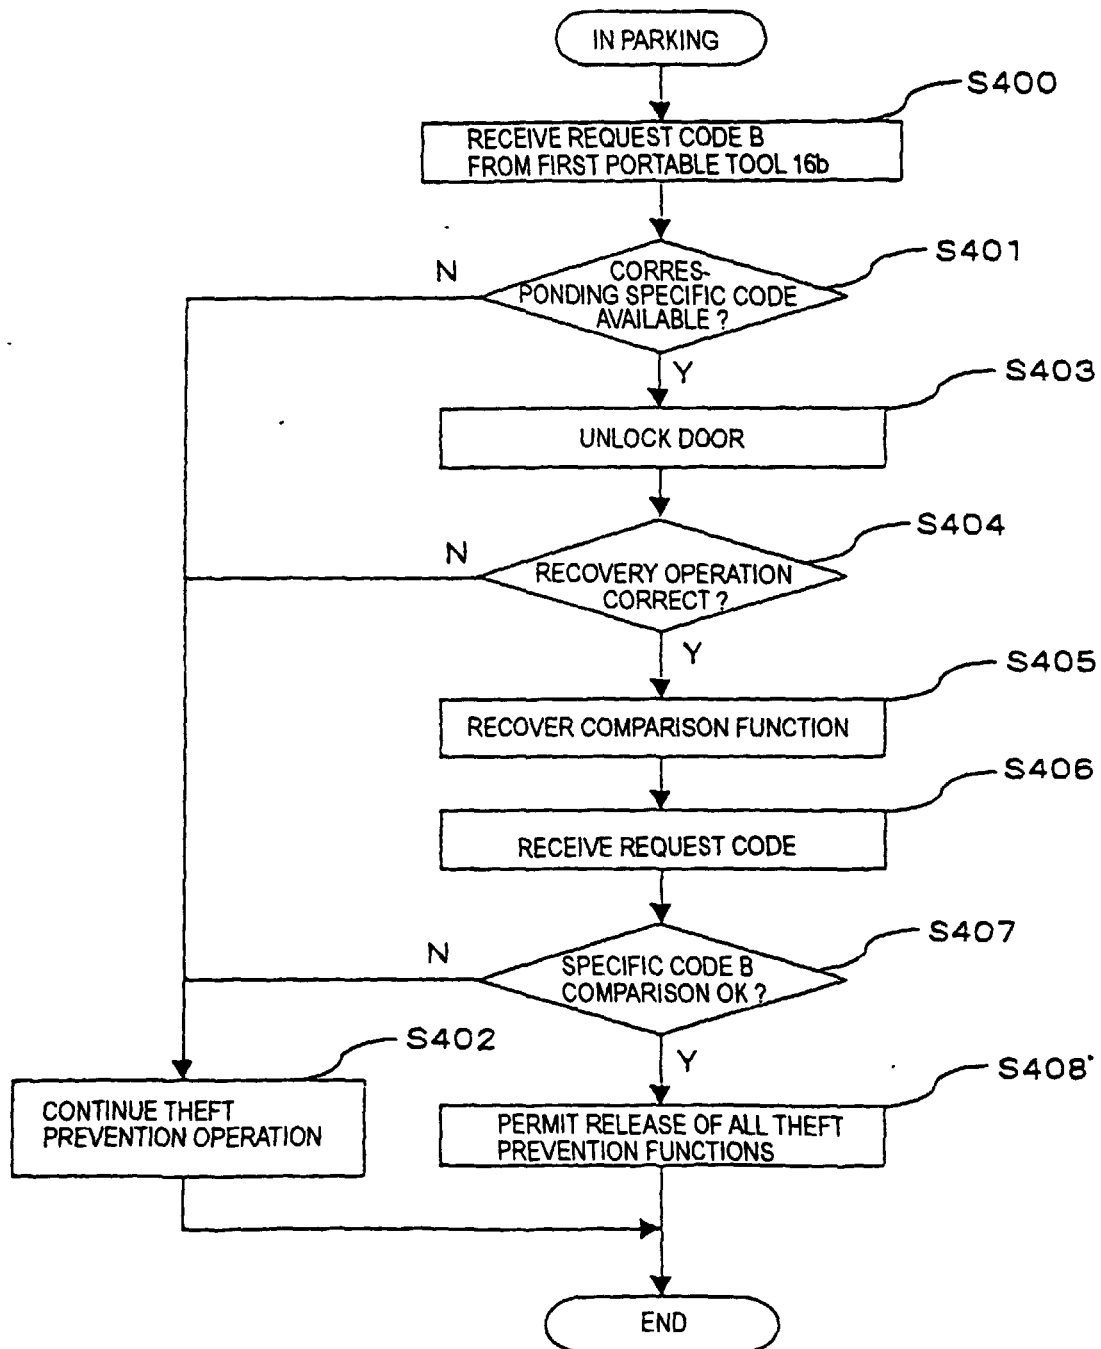 IN PARKING
S400
RECEIVE REQUEST CODE B
FROM FIRST PORTABLE TOOL 16b
S401
N
CORRES-
PONDING SPECIFIC CODE
AVAILABLE ?
Y
S403
UNLOCK DOOR
S404
N
RECOVERY OPERATION
CORRECT ?
Y
S405
RECOVER COMPARISON FUNCTION
S406
RECEIVE REQUEST CODE
S407
N
SPECIFIC CODE B
COMPARISON OK ?
S402
Y
S408
CONTINUE THEFT
PREVENTION OPERATION
PERMIT RELEASE OF ALL THEFT
PREVENTION FUNCTIONS
END